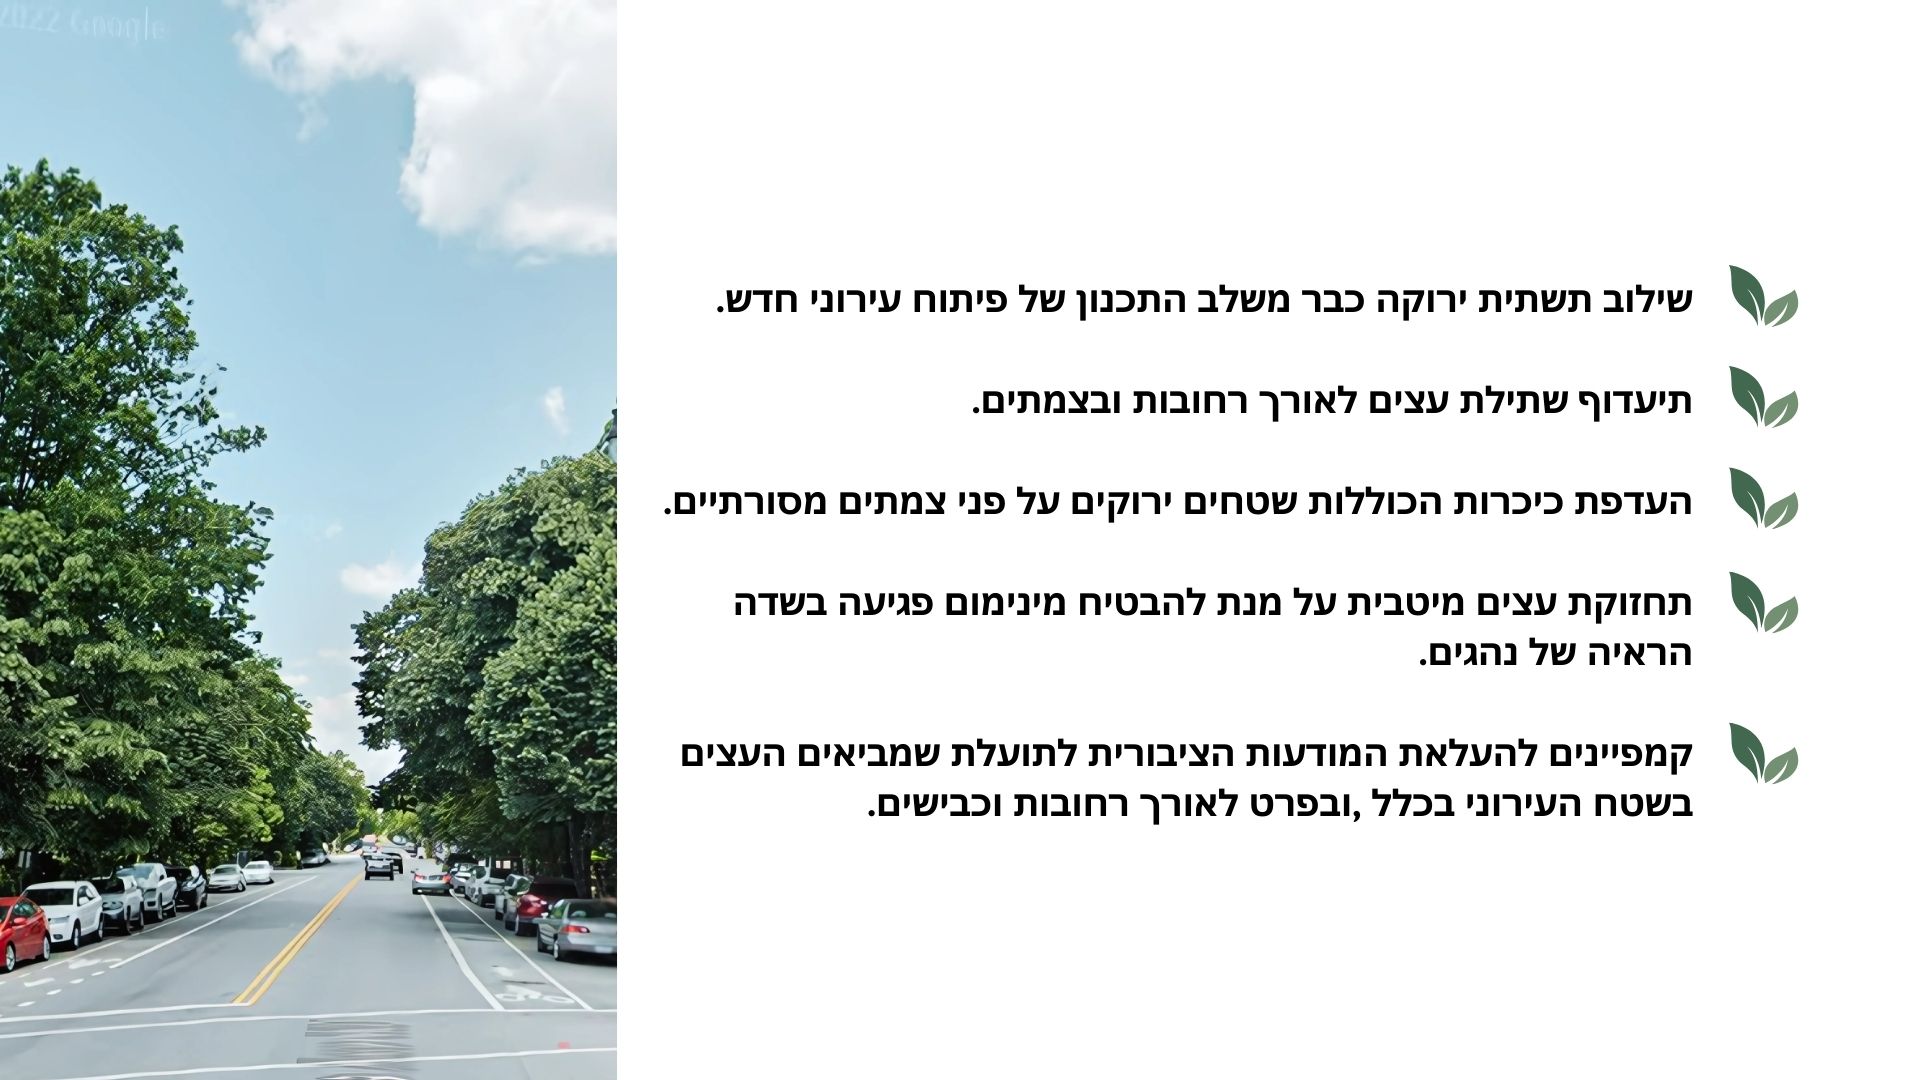 2022 Google
שילוב תשתית ירוקה כבר משלב התכנון של פיתוח עירוני חדש.
תיעדוף שתילת עצים לאורך רחובות ובצמתים.
העדפת כיכרות הכוללות שטחים ירוקים על פני צמתים מסורתיים.
תחזוקת עצים מיטבית על מנת להבטיח מינימום פגיעה בשדה
הראיה של נהגים.
קמפיינים להעלאת המודעות הציבורית לתועלת שמביאים העצים
בשטח העירוני בכלל ,ובפרט לאורך רחובות וכבישים.